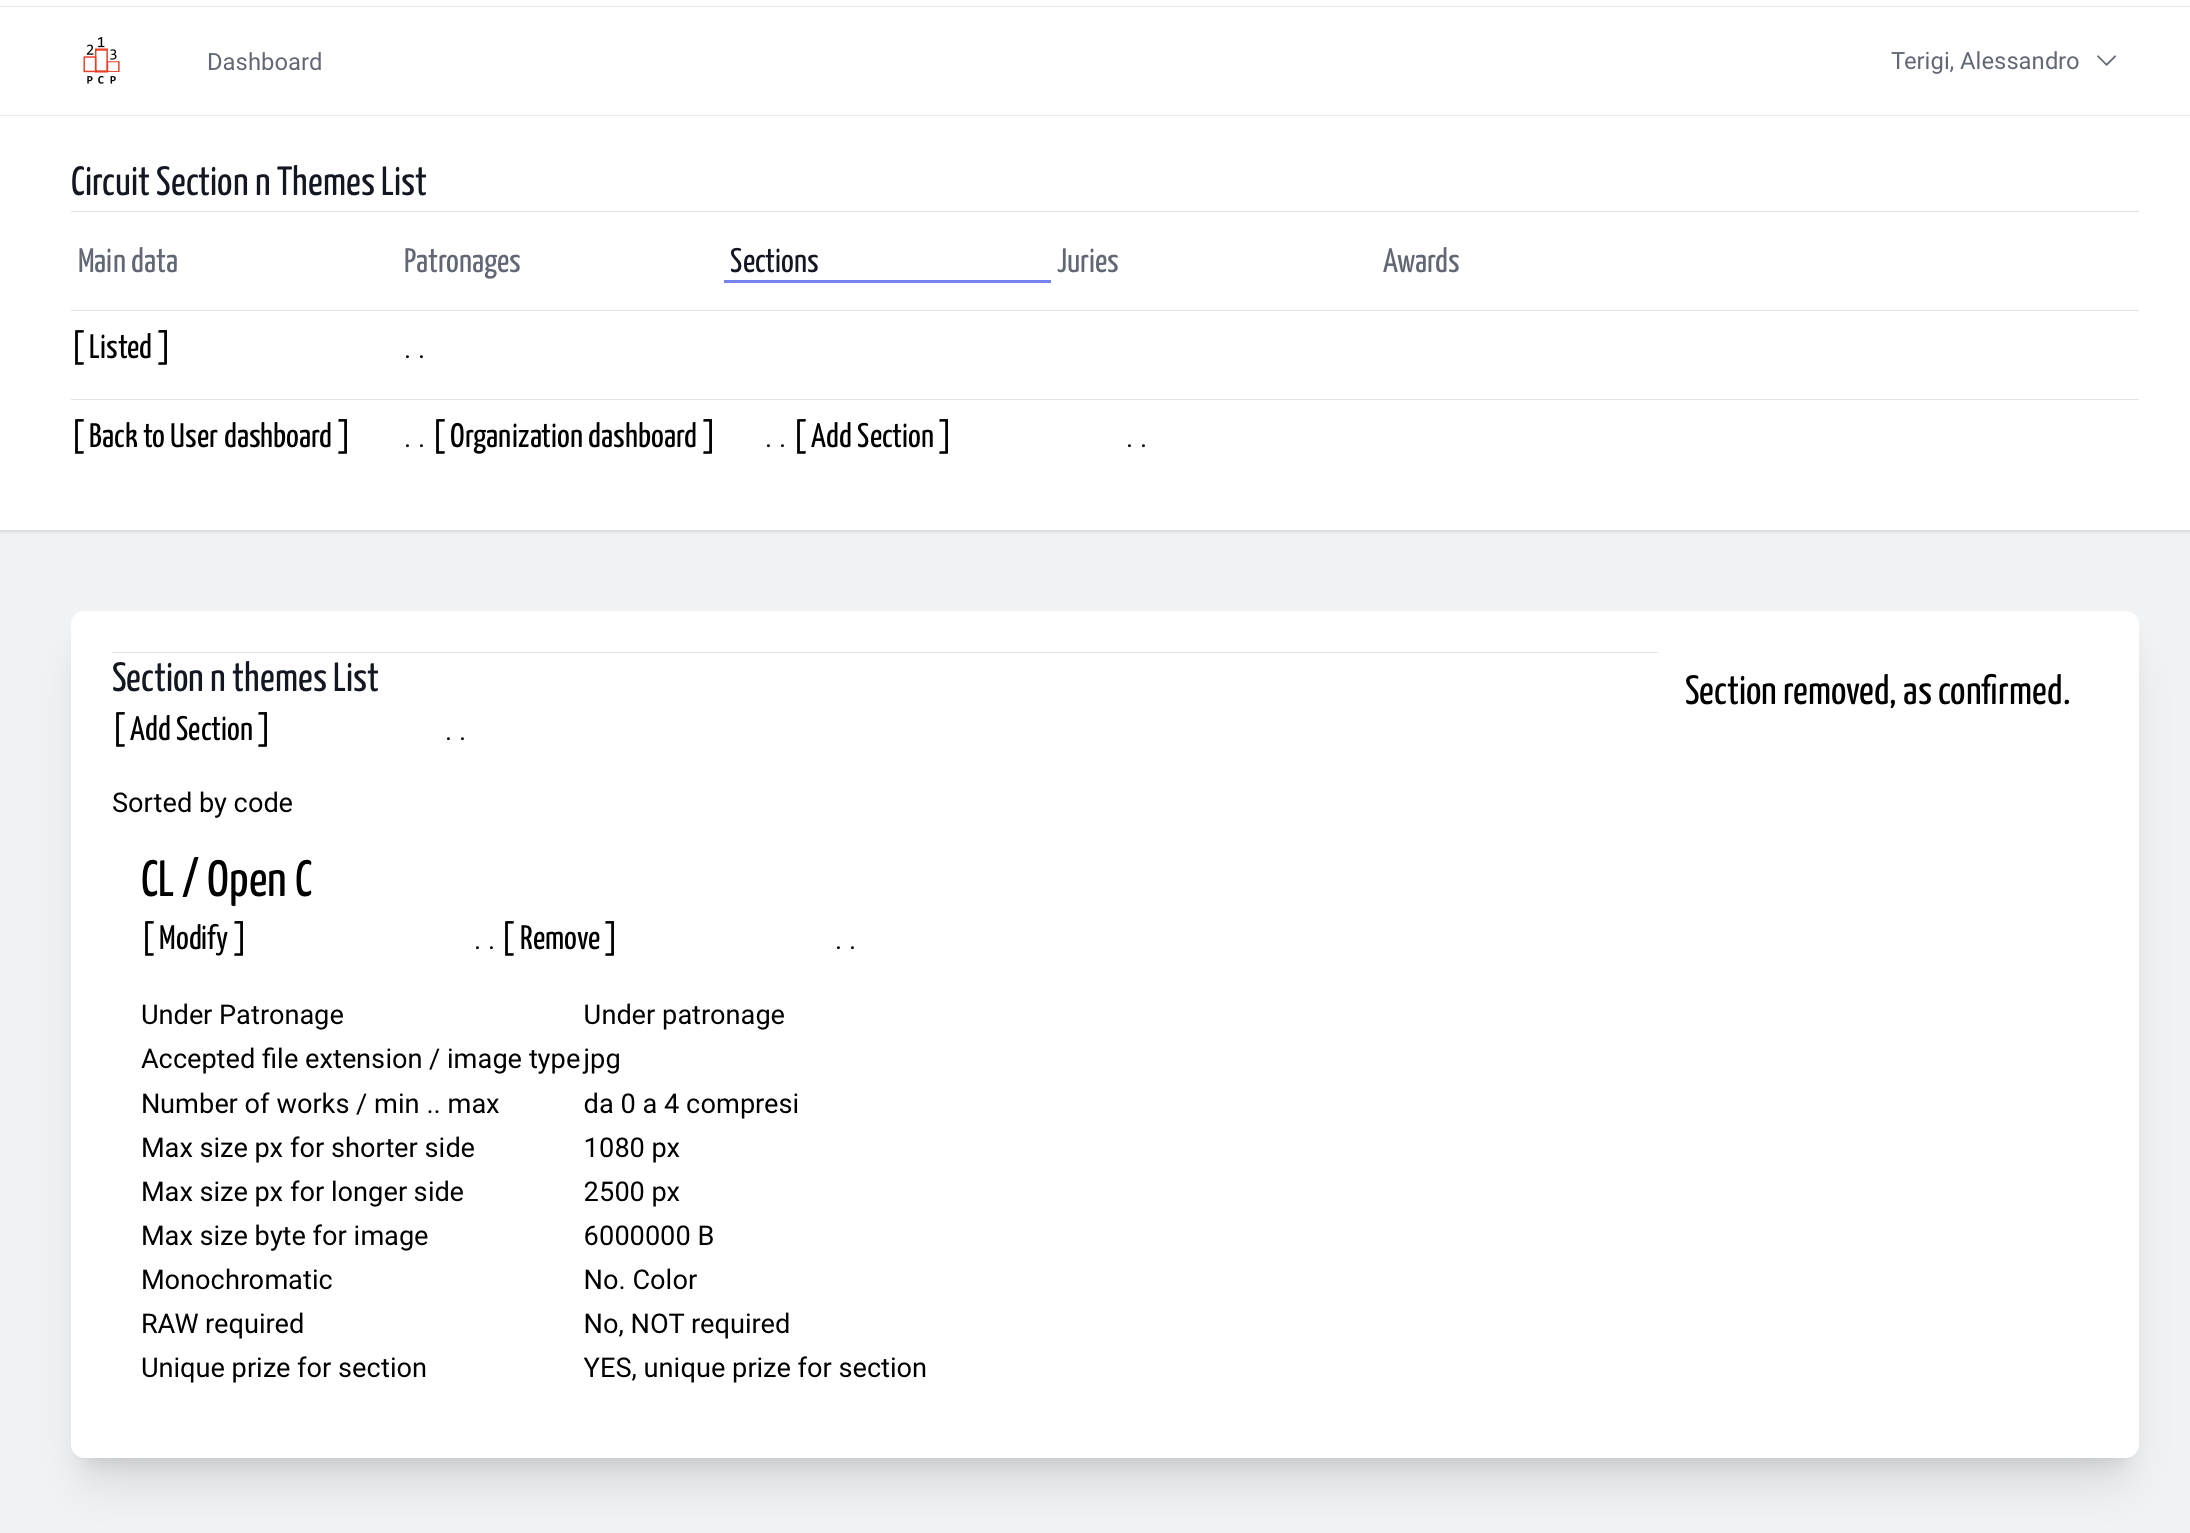 2 1 3
P C P
Dashboard
Terigi, Alessandro
Circuit Section n Themes List
Main data Patronages Sections Juries Awards
[ Listed ] . .
[ Back to User dashboard ] . . [ Organization dashboard ] . . [ Add Section ] . .
Section n themes List
Section removed, as confirmed.
[ Add Section ] . .
Sorted by code
CL / Open C
[ Modify ] . . [ Remove ] . .
Under Patronage Under patronage
Accepted file extension / image type jpg
Number of works / min .. max da 0 a 4 compresi
Max size px for shorter side 1080 px
Max size px for longer side 2500 px
Max size byte for image 6000000 B
Monochromatic No. Color
RAW required No, NOT required
Unique prize for section YES, unique prize for section